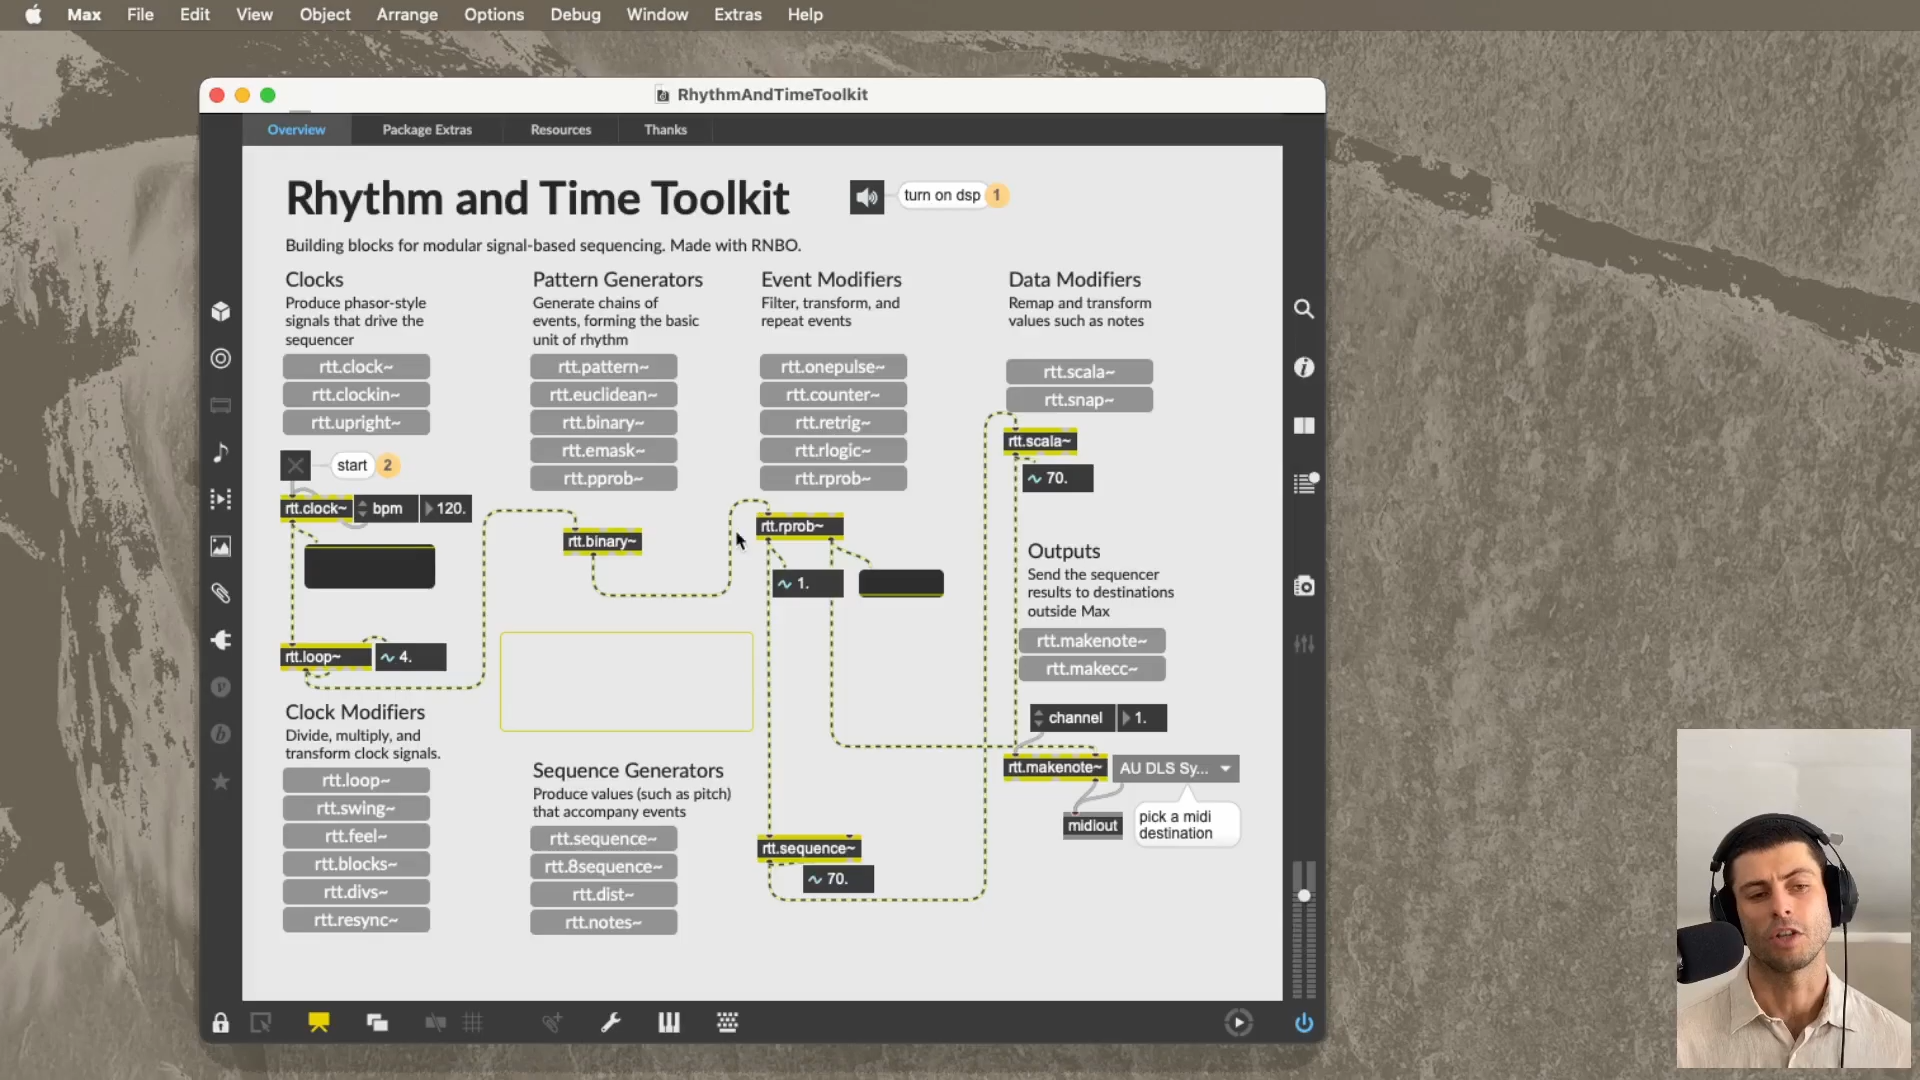 Max File Edit View Object Arrange Options Debug Window Extras Help
RhythmAndTimeToolkit
Overview Package Extras Resources Thanks
Rhythm and Time Toolkit
turn on dsp 1
Building blocks for modular signal-based sequencing. Made with RNBO.
Clocks
Produce phasor-style
signals that drive the
sequencer
rtt.clock~
rtt.clockin~
rtt.upright~
start 2
rtt.clock~ bpm 120.
rtt.loop~ ~ 4.
Clock Modifiers
Divide, multiply, and
transform clock signals.
rtt.loop~
rtt.swing~
rtt.feel~
rtt.blocks~
rtt.divs~
rtt.resync~
Pattern Generators
Generate chains of
events, forming the basic
unit of rhythm
rtt.pattern~
rtt.euclidean~
rtt.binary~
rtt.emask~
rtt.pprob~
rtt.binary~
Sequence Generators
Produce values (such as pitch)
that accompany events
rtt.sequence~
rtt.8sequence~
rtt.dist~
rtt.notes~
Event Modifiers
Filter, transform, and
repeat events
rtt.onepulse~
rtt.counter~
rtt.retrig~
rtt.rlogic~
rtt.rprob~
rtt.rprob~
~ 1.
rtt.sequence~
~ 70.
Data Modifiers
Remap and transform
values such as notes
rtt.scala~
rtt.snap~
rtt.scala~
~ 70.
Outputs
Send the sequencer
results to destinations
outside Max
rtt.makenote~
rtt.makecc~
channel 1.
rtt.makenote~ AU DLS Sy...
midiout
pick a midi
destination